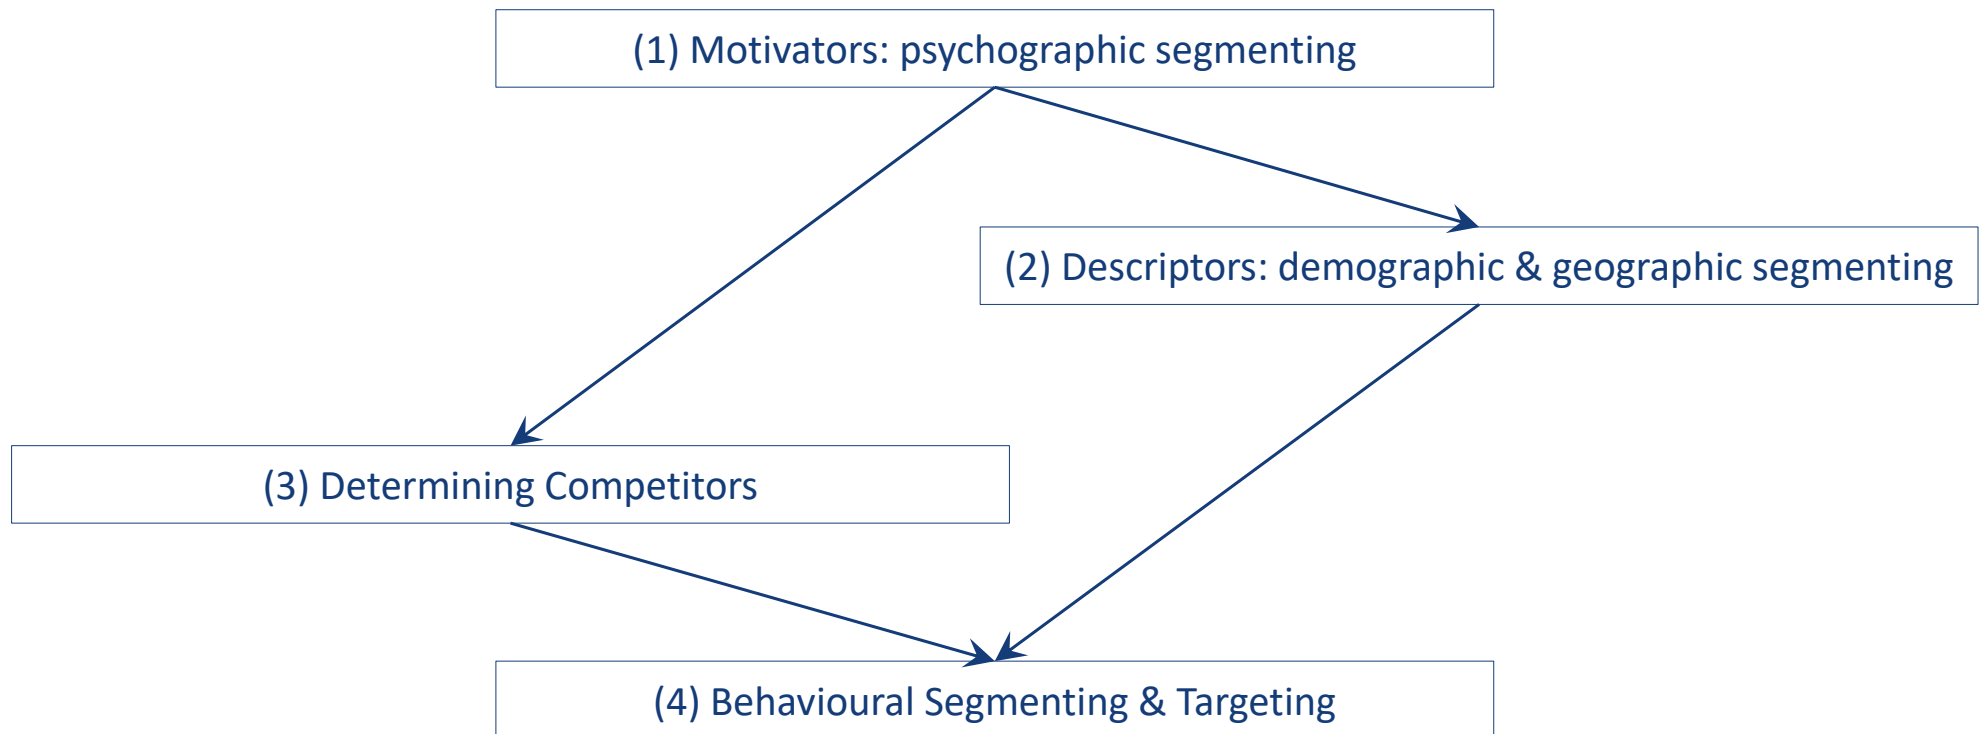 (1) Motivators: psychographic segmenting
(2) Descriptors: demographic & geographic segmenting
(3) Determining Competitors
(4) Behavioural Segmenting & Targeting